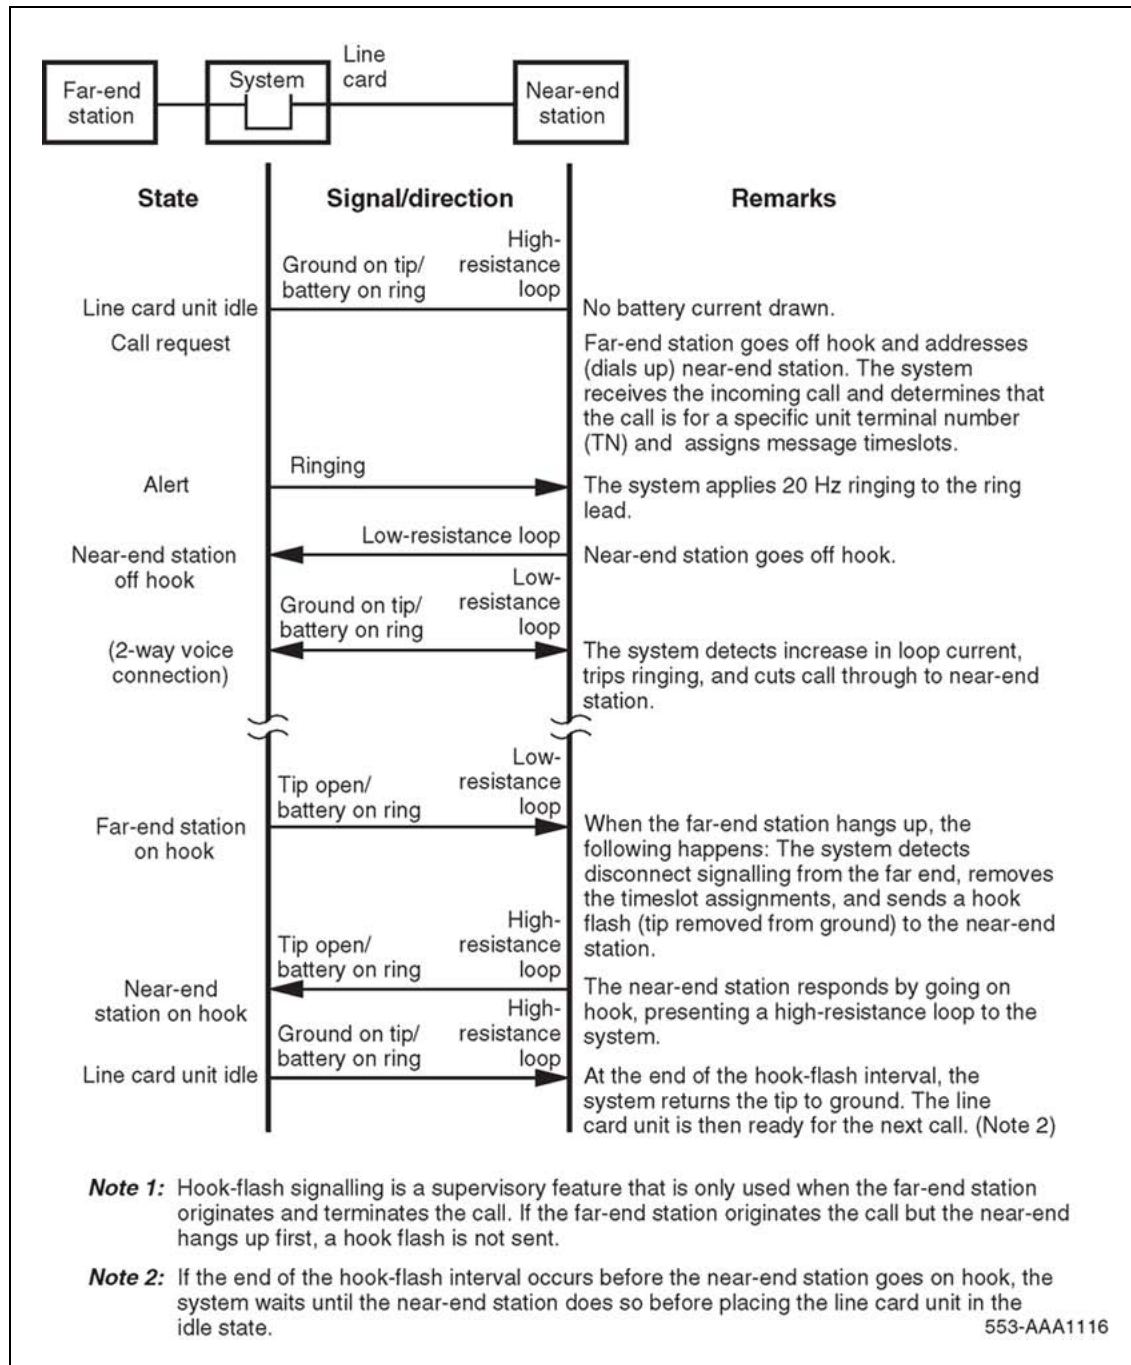 Far-end
station
System
Line
card
Near-end
station
State
Signal/direction
Remarks
Ground on tip/
battery on ring
High-
resistance
loop
Line card unit idle
No battery current drawn.
Call request
Far-end station goes off hook and addresses
(dials up) near-end station. The system
receives the incoming call and determines that
the call is for a specific unit terminal number
(TN) and assigns message timeslots.
Ringing
Alert
The system applies 20 Hz ringing to the ring
lead.
Low-resistance loop
Near-end station
off hook
Near-end station goes off hook.
Ground on tip/
battery on ring
Low-
resistance
loop
(2-way voice
connection)
The system detects increase in loop current,
trips ringing, and cuts call through to near-end
station.
Tip open/
battery on ring
Low-
resistance
loop
Far-end station
on hook
When the far-end station hangs up, the
following happens: The system detects
disconnect signalling from the far end, removes
the timeslot assignments, and sends a hook
flash (tip removed from ground) to the near-end
station.
Tip open/
battery on ring
High-
resistance
loop
Near-end
station on hook
The near-end station responds by going on
hook, presenting a high-resistance loop to the
system.
Ground on tip/
battery on ring
High-
resistance
loop
Line card unit idle
At the end of the hook-flash interval, the
system returns the tip to ground. The line
card unit is then ready for the next call. (Note 2)
Note 1: Hook-flash signalling is a supervisory feature that is only used when the far-end station
originates and terminates the call. If the far-end station originates the call but the near-end
hangs up first, a hook flash is not sent.
Note 2: If the end of the hook-flash interval occurs before the near-end station goes on hook, the
system waits until the near-end station does so before placing the line card unit in the
idle state.
553-AAA1116